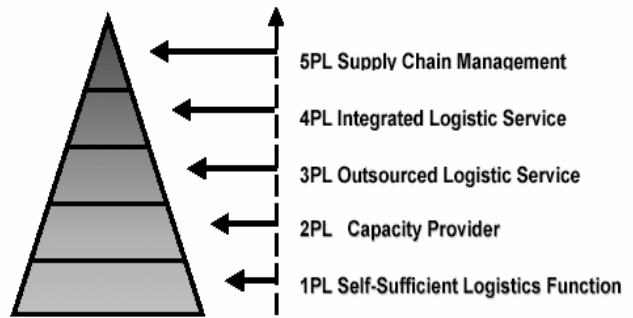 5PL Supply Chain Management
4PL Integrated Logistic Service
3PL Outsourced Logistic Service
2PL Capacity Provider
1PL Self-Sufficient Logistics Function